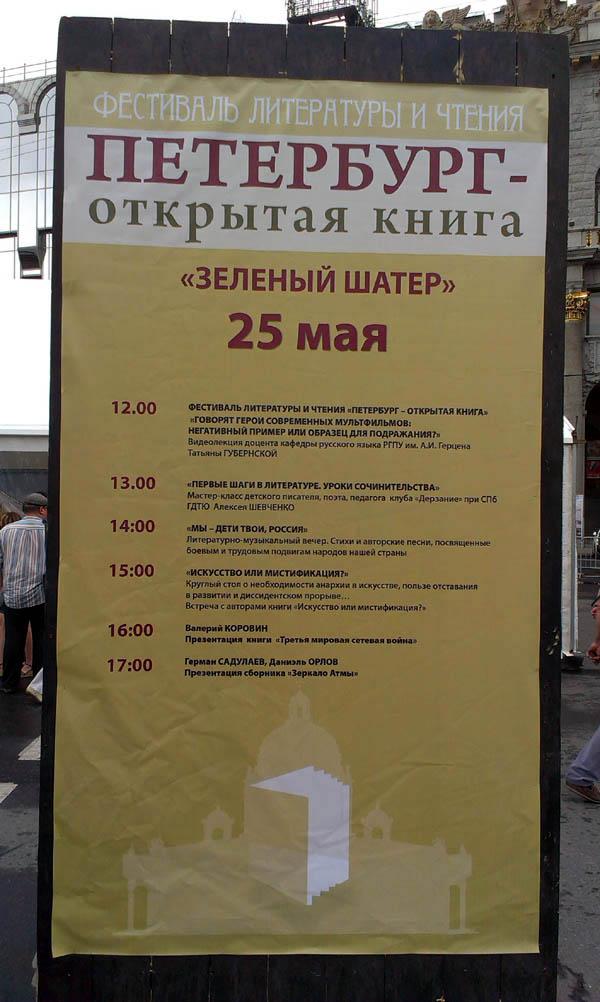 ФЕСТИВАЛЬ ЛИТЕРАТУРЫ И ЧТЕНИЯ
ПЕТЕРБУРГ-
ОТКРЫТАЯ КНИГА
«ЗЕЛЕНЫЙ ШАТЕР»
25 мая
12.00 ФЕСТИВАЛЬ ЛИТЕРАТУРЫ И ЧТЕНИЯ «ПЕТЕРБУРГ – ОТКРЫТАЯ КНИГА»
«ГОВОРЯТ ГЕРОИ СОВРЕМЕННЫХ МУЛЬТФИЛЬМОВ:
НЕГАТИВНЫЙ ПРИМЕР ИЛИ ОБРАЗЕЦ ДЛЯ ПОДРАЖАНИЯ?»
Видеолекция доцента кафедры русского языка РГПУ им. А.И. Герцена
Татьяны ГУБЕРНСКОЙ
13.00 «ПЕРВЫЕ ШАГИ В ЛИТЕРАТУРЕ. УРОКИ СОЧИНИТЕЛЬСТВА»
Мастер-класс детского писателя, поэта, педагога клуба «Дерзание» при СПб
ГДТЮ Алексея ШЕВЧЕНКО
14:00 «МЫ – ДЕТИ ТВОИ, РОССИЯ»
Литературно-музыкальный вечер. Стихи и авторские песни, посвященные
боевым и трудовым подвигам народов нашей страны
15:00 «ИСКУССТВО ИЛИ МИСТИФИКАЦИЯ?»
Круглый стол о необходимости анархии в искусстве, пользе отставания
в развитии и диссидентском прорыве...
Встреча с авторами книги «Искусство или мистификация?»
16:00 Валерий КОРОВИН
Презентация книги «Третья мировая сетевая война»
17:00 Герман САДУЛАЕВ, Даниэль ОРЛОВ
Презентация сборника «Зеркало Атмы»